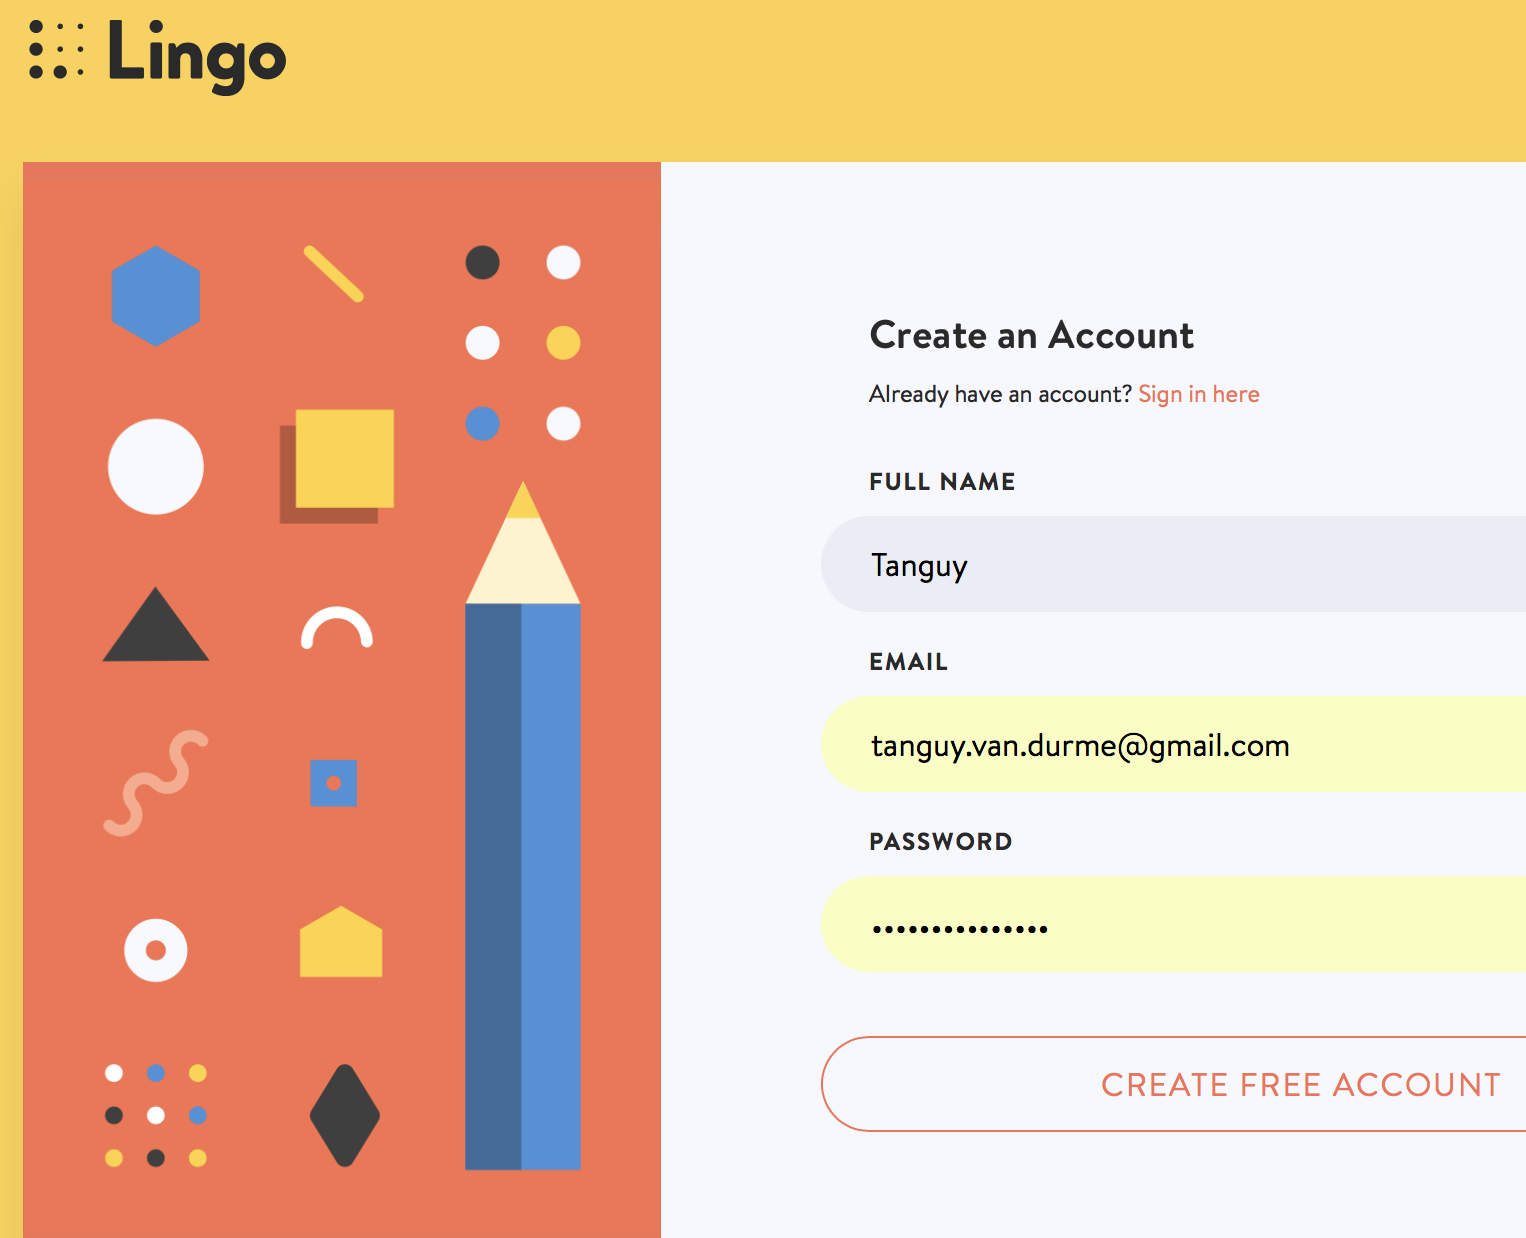 Lingo
Create an Account
Already have an account? Sign in here
FULL NAME
Tanguy
EMAIL
tanguy.van.durme@gmail.com
PASSWORD
•••••••••••••••
CREATE FREE ACCOUNT